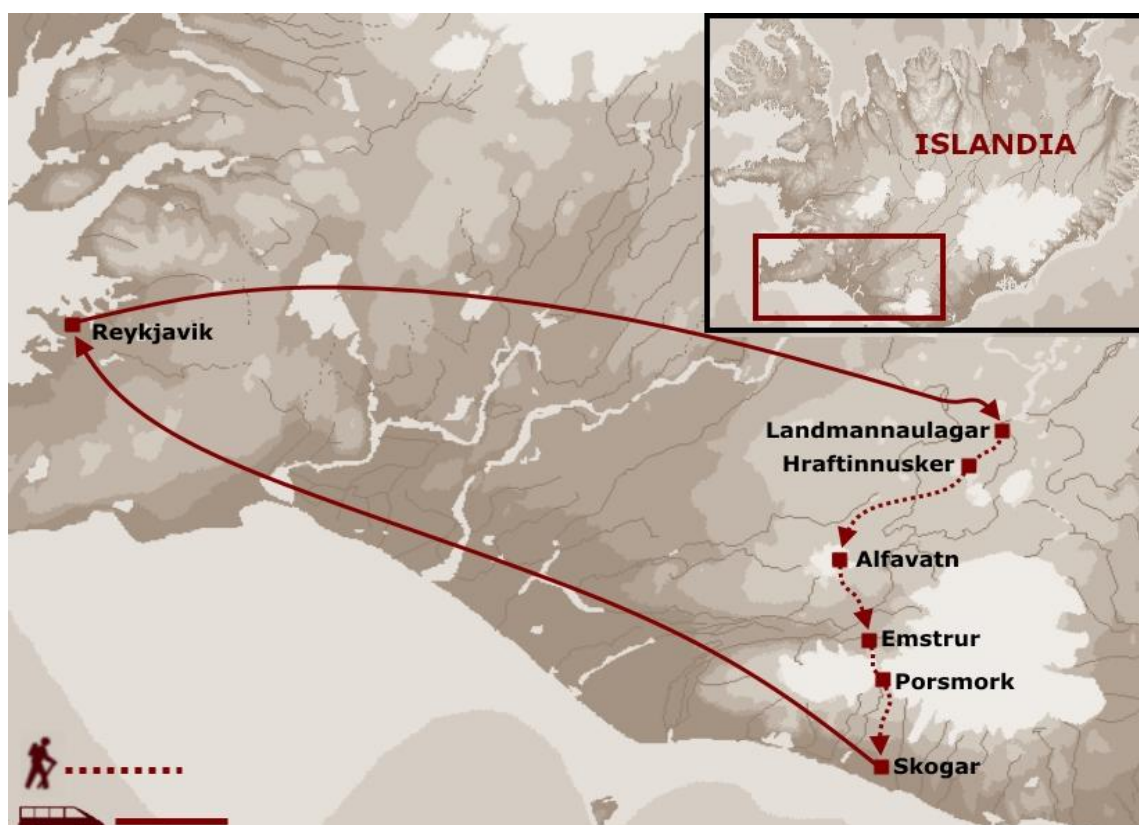 ISLANDIA
Reykjavik
Landmannaulagar
Hraftinnusker
Alfavatn
Emstrur
Porsmork
Skogar